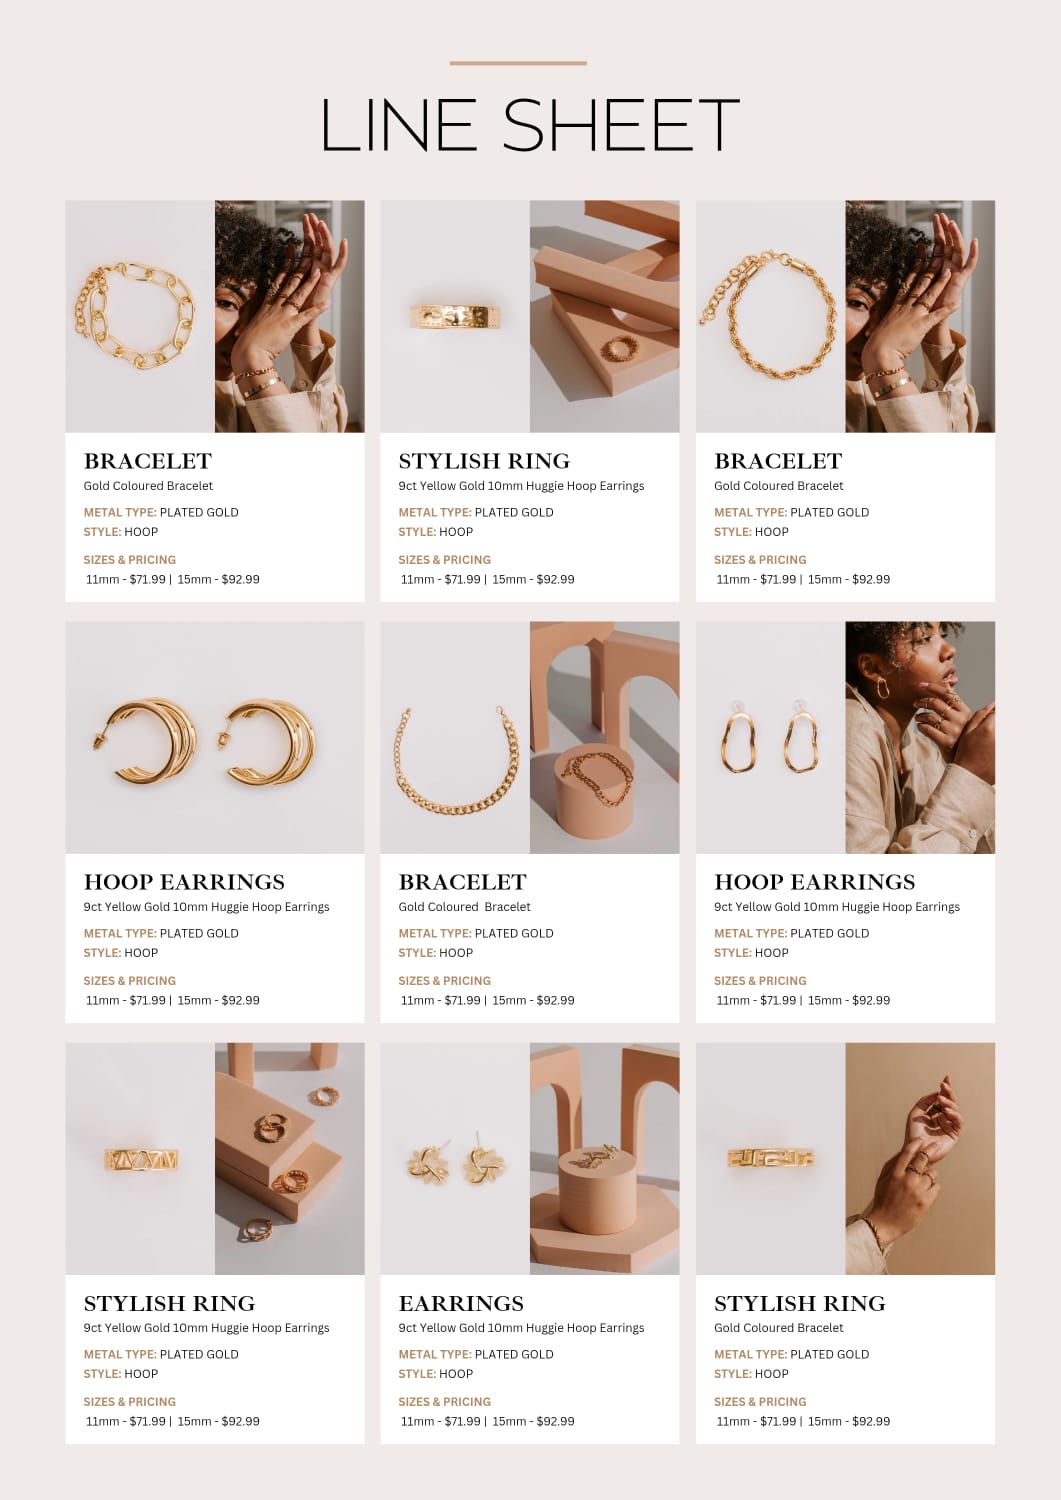 LINE SHEET
BRACELET
Gold Coloured Bracelet
METAL TYPE: PLATED GOLD
STYLE: HOOP
SIZES & PRICING
11mm - $71.99 | 15mm - $92.99
STYLISH RING
9ct Yellow Gold 10mm Huggie Hoop Earrings
METAL TYPE: PLATED GOLD
STYLE: HOOP
SIZES & PRICING
11mm - $71.99 | 15mm - $92.99
BRACELET
Gold Coloured Bracelet
METAL TYPE: PLATED GOLD
STYLE: HOOP
SIZES & PRICING
11mm - $71.99 | 15mm - $92.99
HOOP EARRINGS
9ct Yellow Gold 10mm Huggie Hoop Earrings
METAL TYPE: PLATED GOLD
STYLE: HOOP
SIZES & PRICING
11mm - $71.99 | 15mm - $92.99
BRACELET
Gold Coloured  Bracelet
METAL TYPE: PLATED GOLD
STYLE: HOOP
SIZES & PRICING
11mm - $71.99 | 15mm - $92.99
HOOP EARRINGS
9ct Yellow Gold 10mm Huggie Hoop Earrings
METAL TYPE: PLATED GOLD
STYLE: HOOP
SIZES & PRICING
11mm - $71.99 | 15mm - $92.99
STYLISH RING
9ct Yellow Gold 10mm Huggie Hoop Earrings
METAL TYPE: PLATED GOLD
STYLE: HOOP
SIZES & PRICING
11mm - $71.99 | 15mm - $92.99
EARRINGS
9ct Yellow Gold 10mm Huggie Hoop Earrings
METAL TYPE: PLATED GOLD
STYLE: HOOP
SIZES & PRICING
11mm - $71.99 | 15mm - $92.99
STYLISH RING
Gold Coloured Bracelet
METAL TYPE: PLATED GOLD
STYLE: HOOP
SIZES & PRICING
11mm - $71.99 | 15mm - $92.99